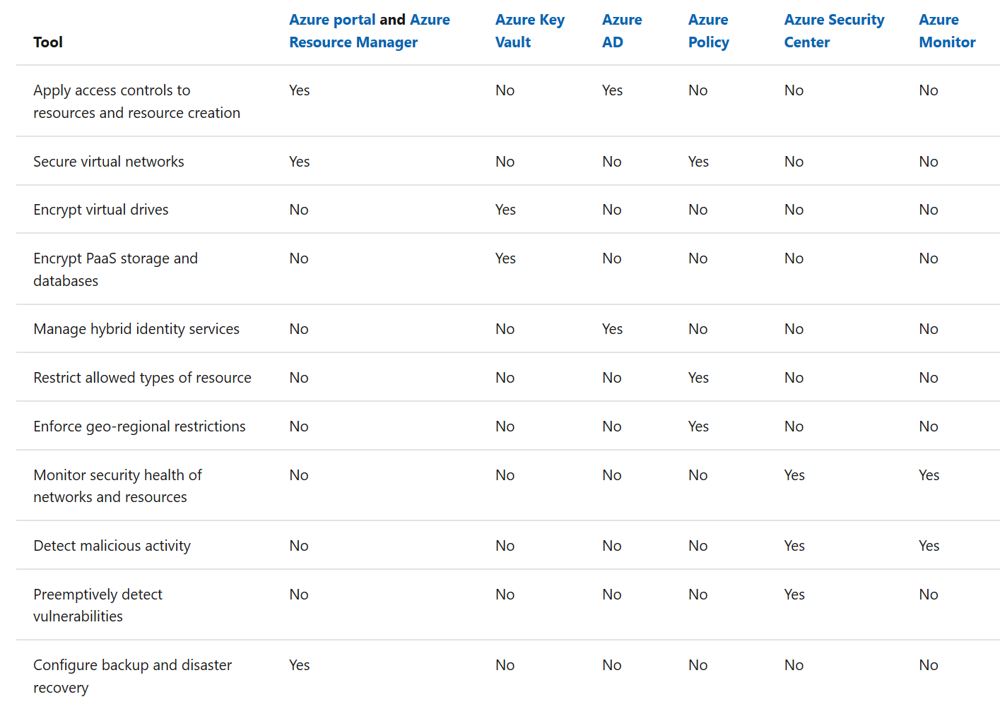 Tool Azure portal and Azure Resource Manager Azure Key Vault Azure AD Azure Policy Azure Security Center Azure Monitor
Apply access controls to resources and resource creation Yes No Yes No No No
Secure virtual networks Yes No No Yes No No
Encrypt virtual drives No Yes No No No No
Encrypt PaaS storage and databases No Yes No No No No
Manage hybrid identity services No No Yes No No No
Restrict allowed types of resource No No No Yes No No
Enforce geo-regional restrictions No No No Yes No No
Monitor security health of networks and resources No No No No Yes Yes
Detect malicious activity No No No No Yes Yes
Preemptively detect vulnerabilities No No No No Yes No
Configure backup and disaster recovery Yes No No No No No